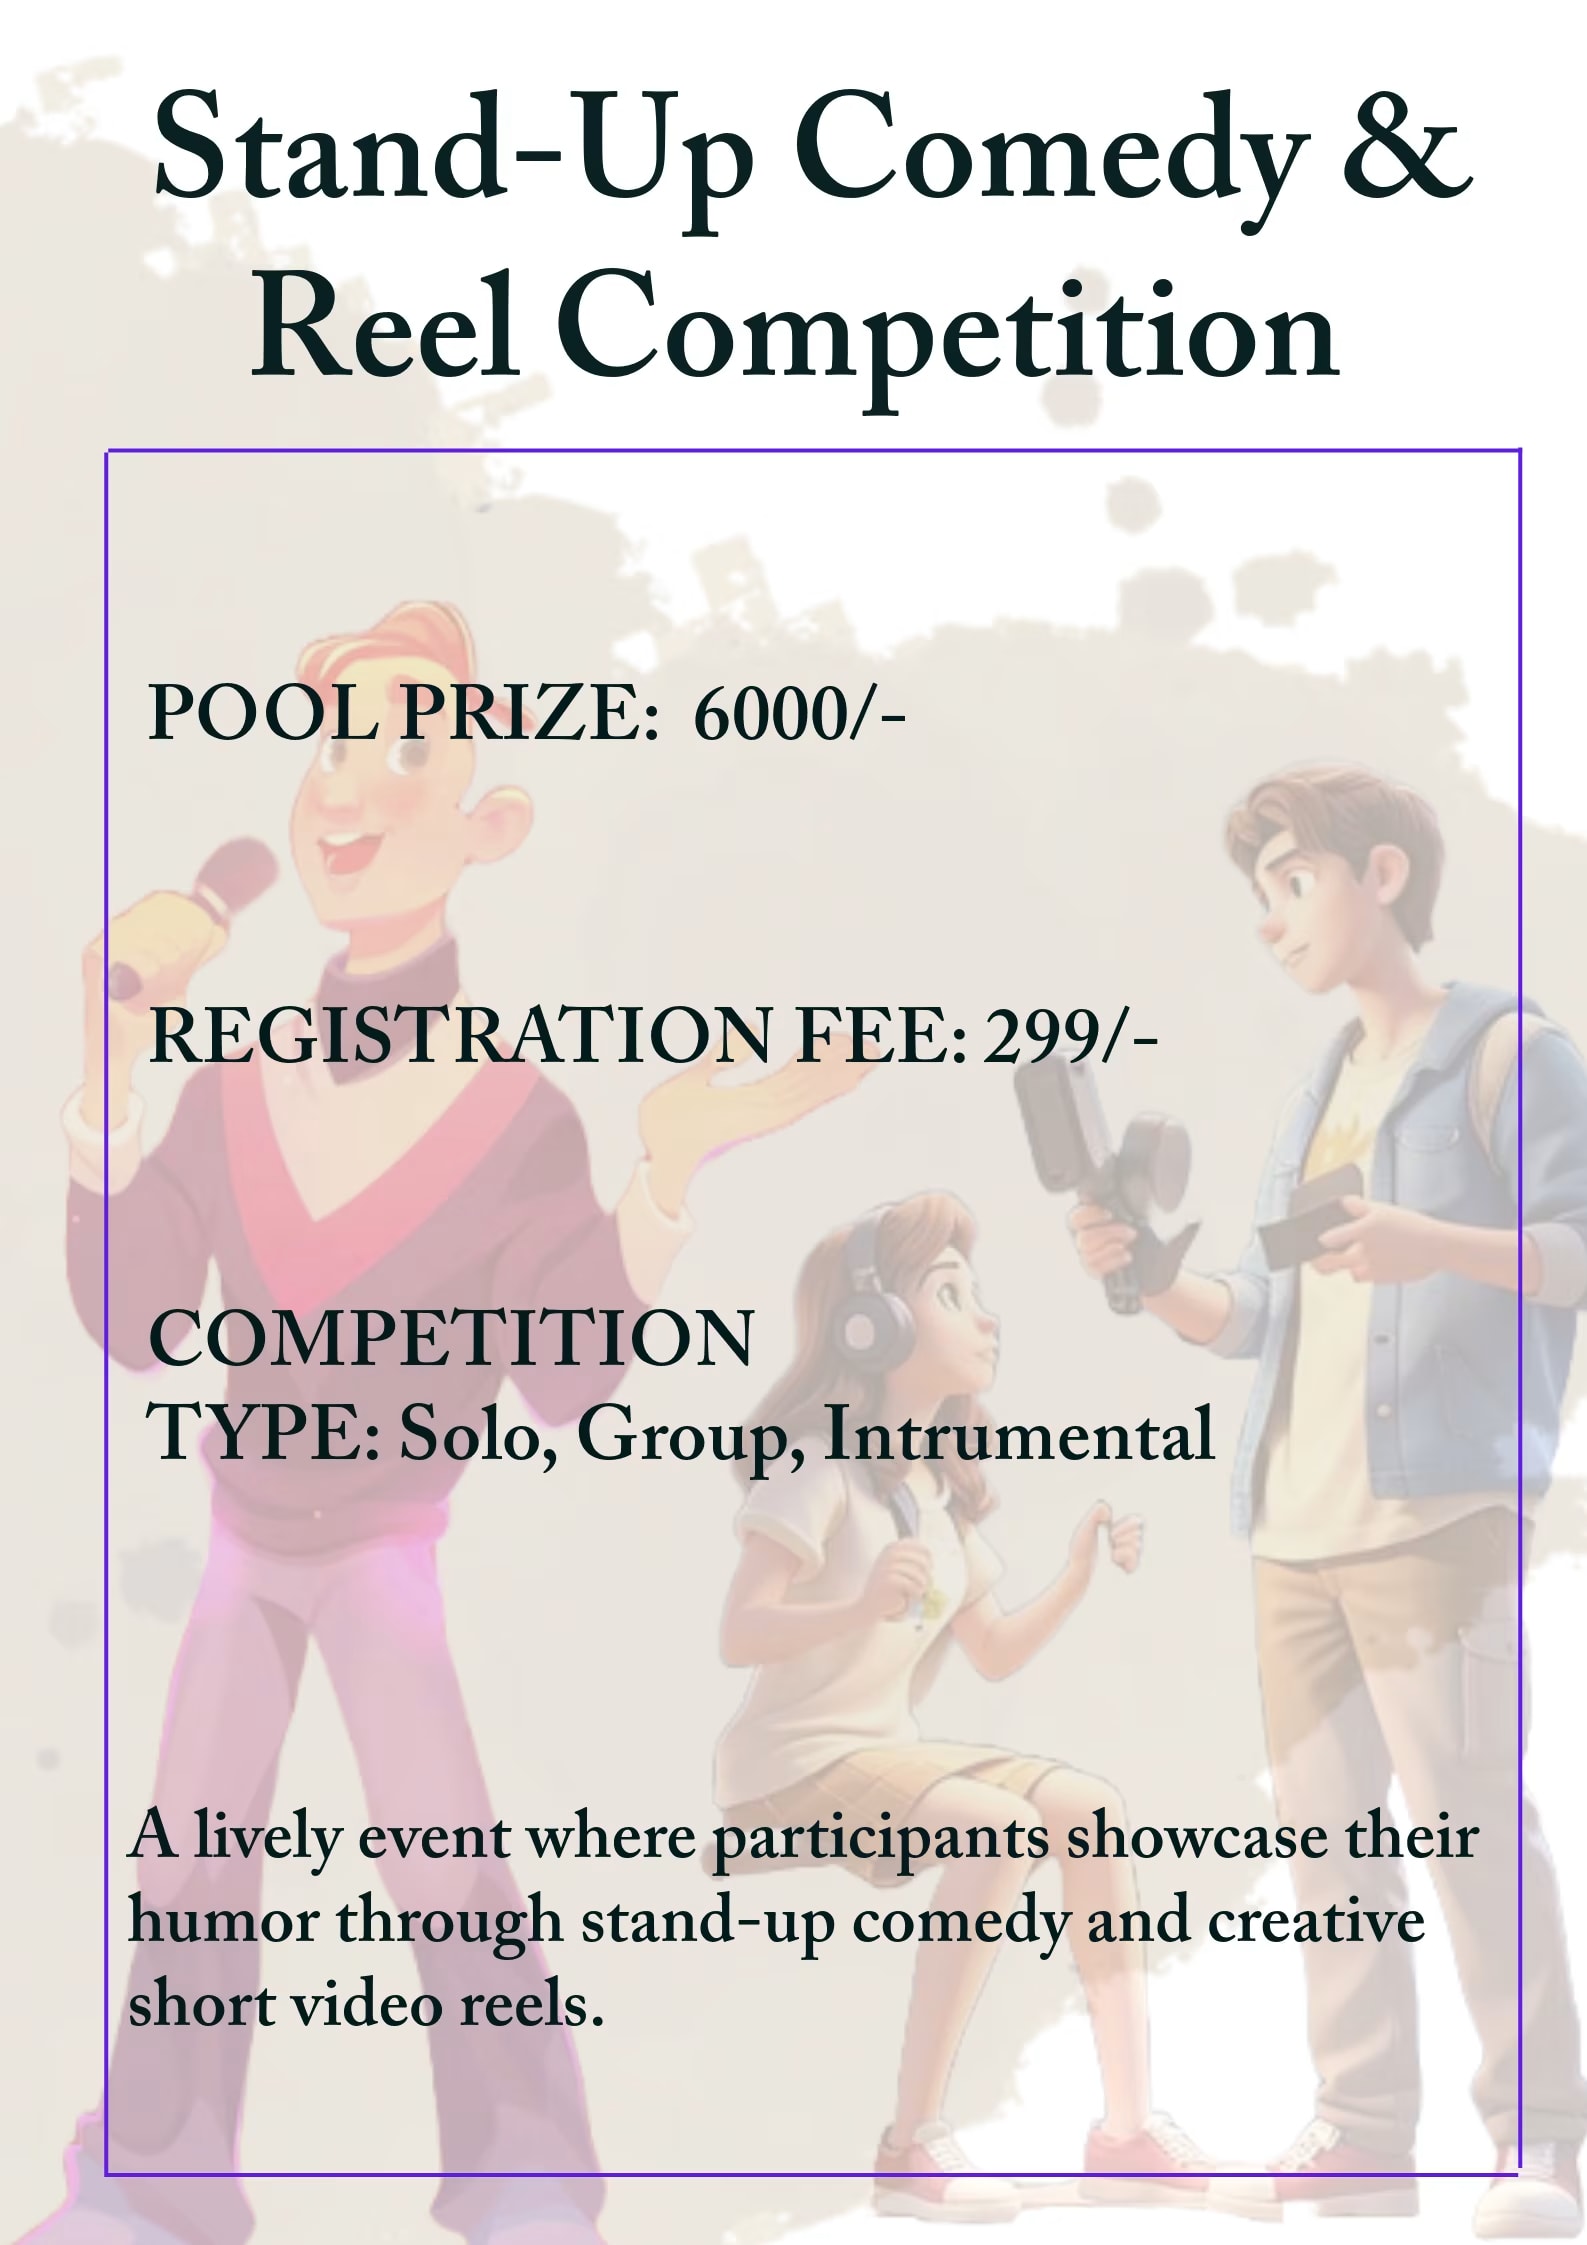 Stand-Up Comedy &
Reel Competition
POOL PRIZE: 6000/-
REGISTRATION FEE: 299/-
COMPETITION
TYPE: Solo, Group, Intrumental
A lively event where participants showcase their
humor through stand-up comedy and creative
short video reels.